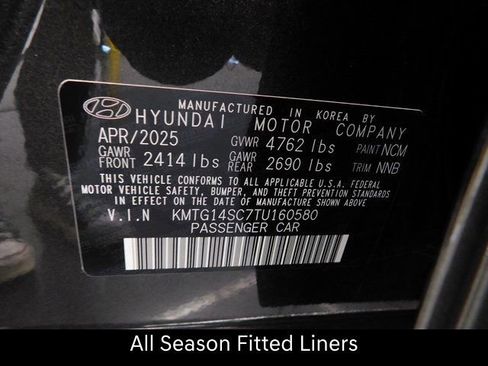 MANUFACTURED IN KOREA BY
HYUNDAI MOTOR COMPANY
APR/2025 GVWR 4762 lbs PAINT NCM
GAWR FRONT 2414 lbs GAWR REAR 2690 lbs TRIM NNB
THIS VEHICLE CONFORMS TO ALL APPLICABLE U.S.A. FEDERAL
MOTOR VEHICLE SAFETY, BUMPER, AND THEFT PREVENTION STANDARDS
IN EFFECT ON THE DATE OF MANUFACTURE SHOWN ABOVE.
V.I.N KMTG14SC7TU160580
PASSENGER CAR
All Season Fitted Liners